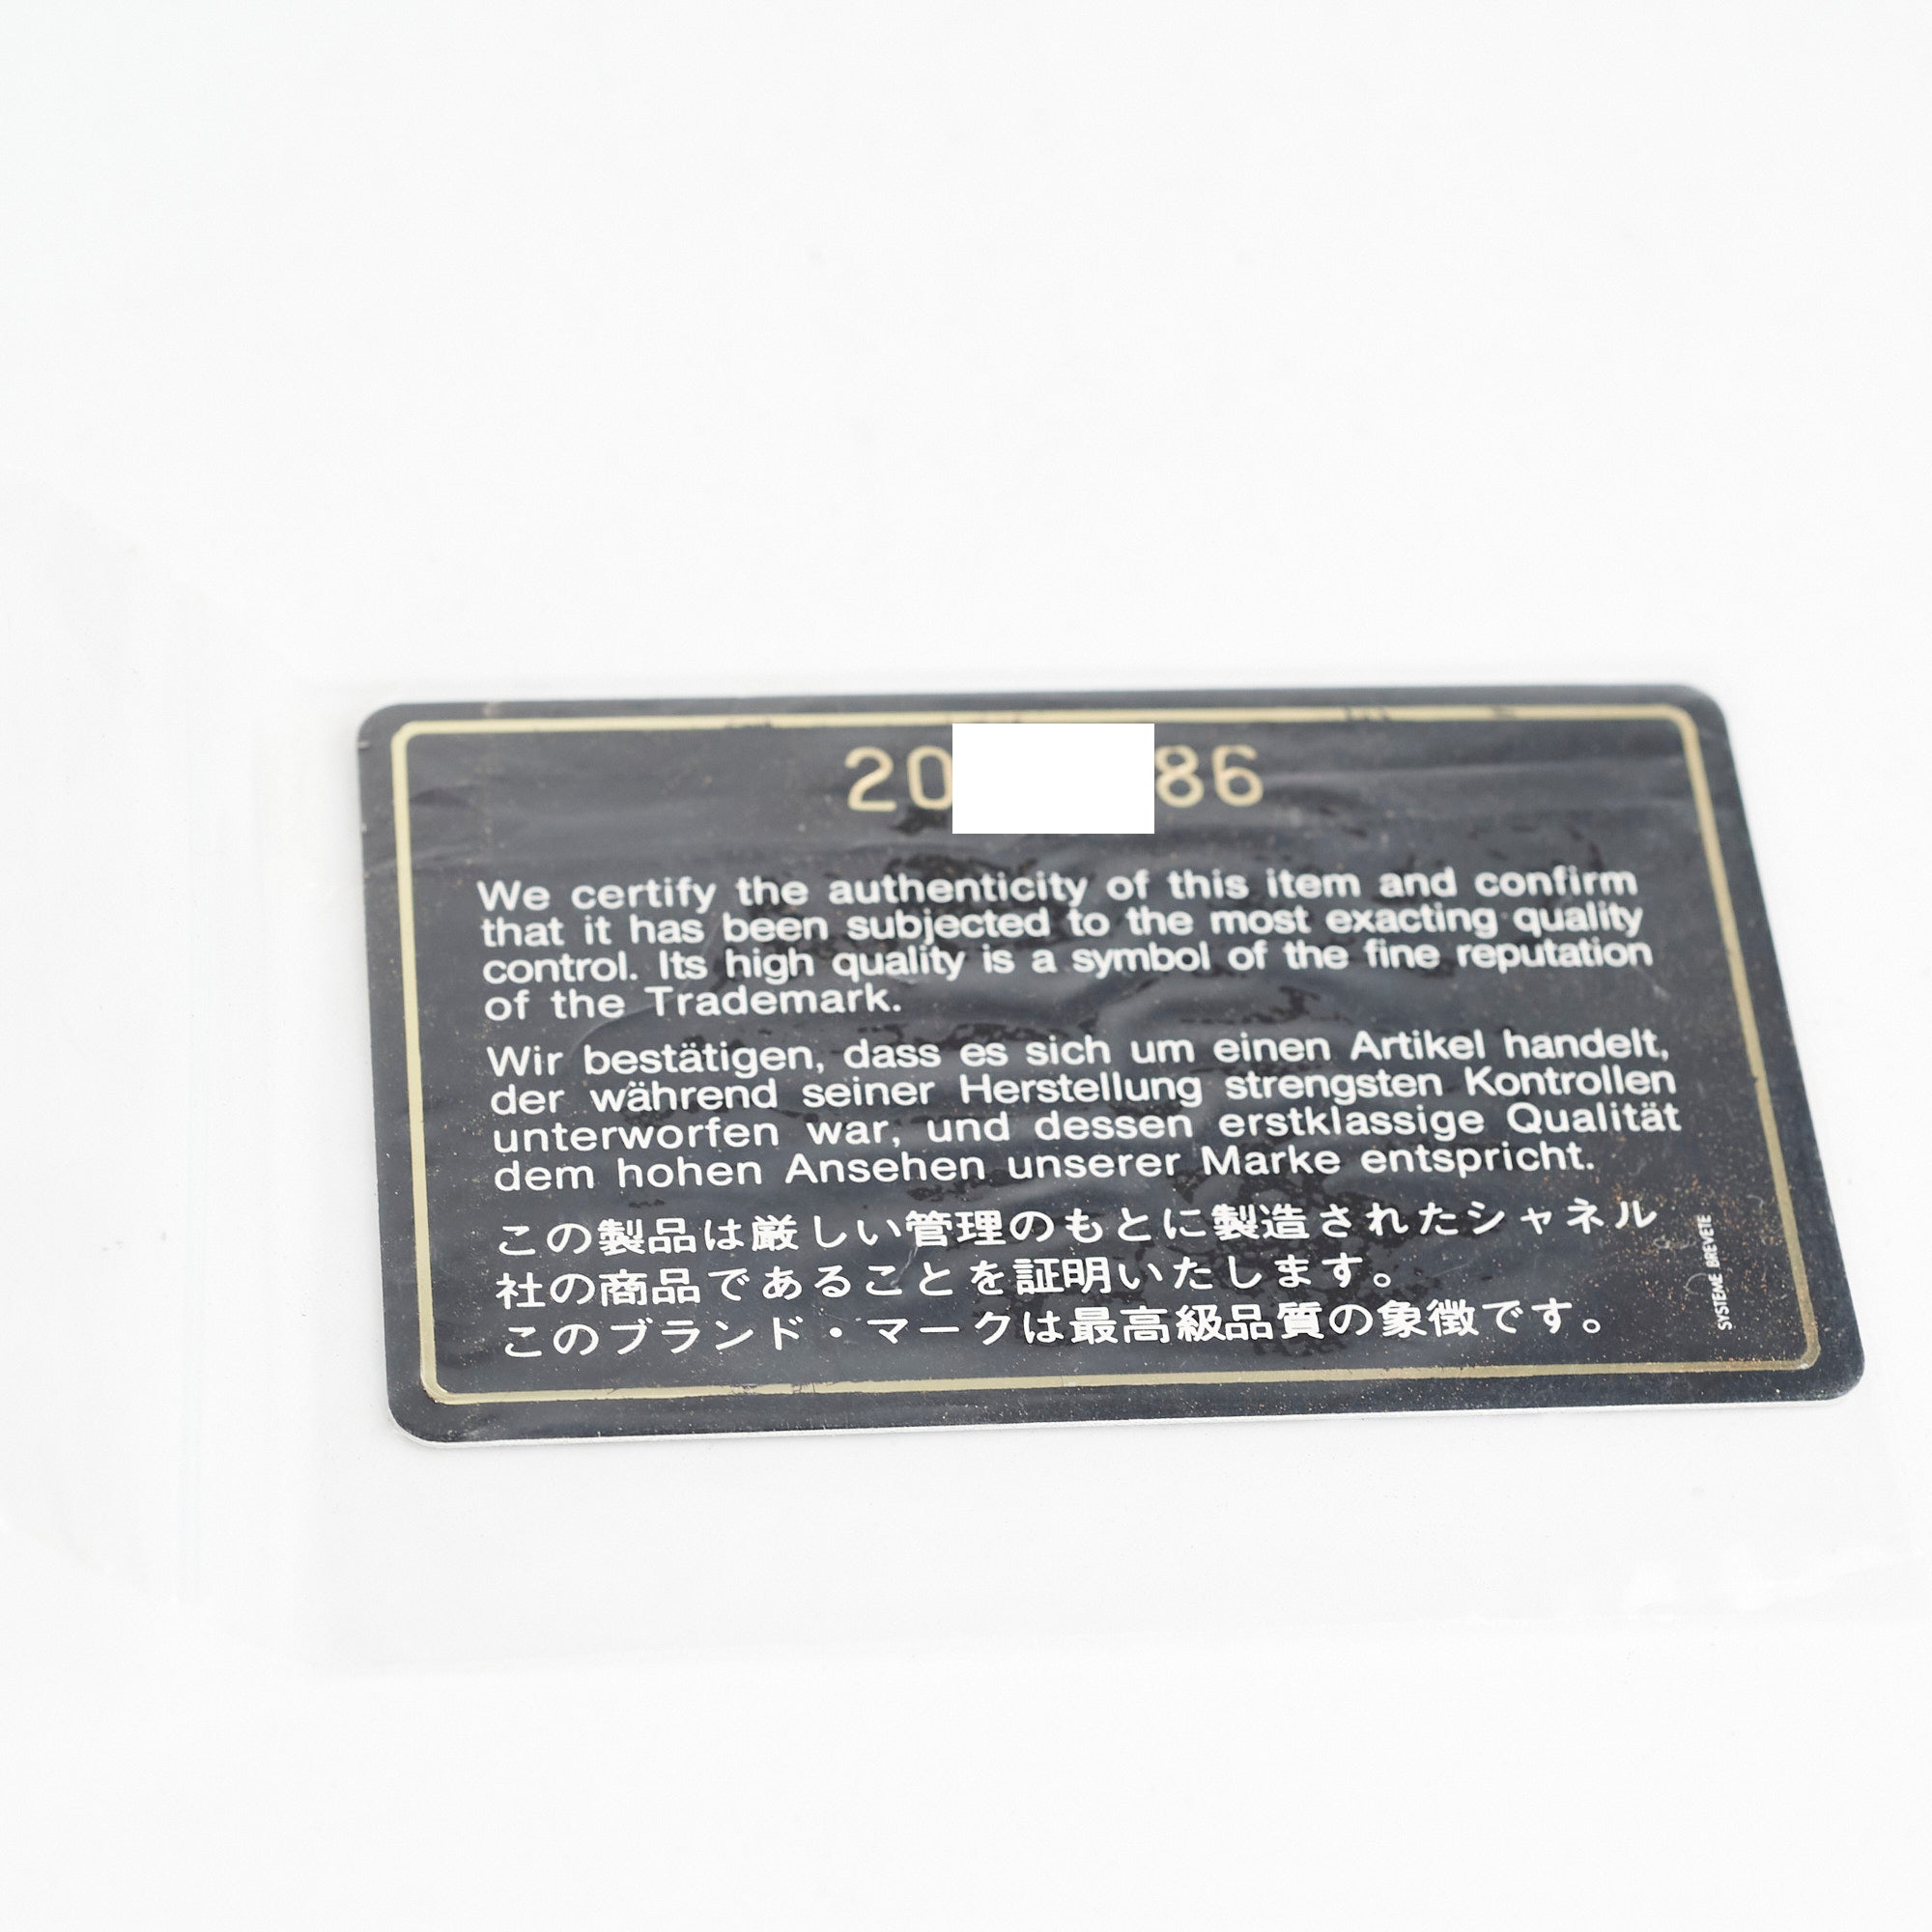 20 86
We certify the authenticity of this item and confirm
that it has been subjected to the most exacting quality
control. Its high quality is a symbol of the fine reputation
of the Trademark.
Wir bestätigen, dass es sich um einen Artikel handelt,
der während seiner Herstellung strengsten Kontrollen
unterworfen war, und dessen erstklassige Qualität
dem hohen Ansehen unserer Marke entspricht.
この製品は厳しい管理のもとに製造されたシャネル
社の商品であることを証明いたします。
このブランド・マークは最高級品質の象徴です。
SYSTEME BREVETE